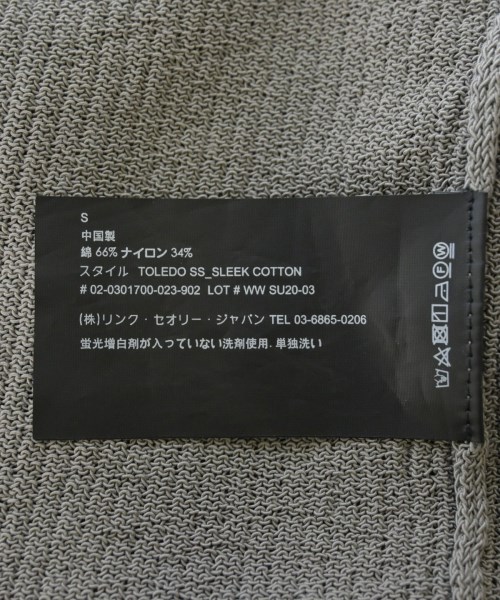 S
中国製
綿 66% ナイロン 34%
スタイル TOLEDO SS_SLEEK COTTON
# 02-0301700-023-902 LOT # WW SU20-03
(株)リンク・セオリー・ジャパン TEL 03-6865-0206
蛍光増白剤が入っていない洗剤使用. 単独洗い